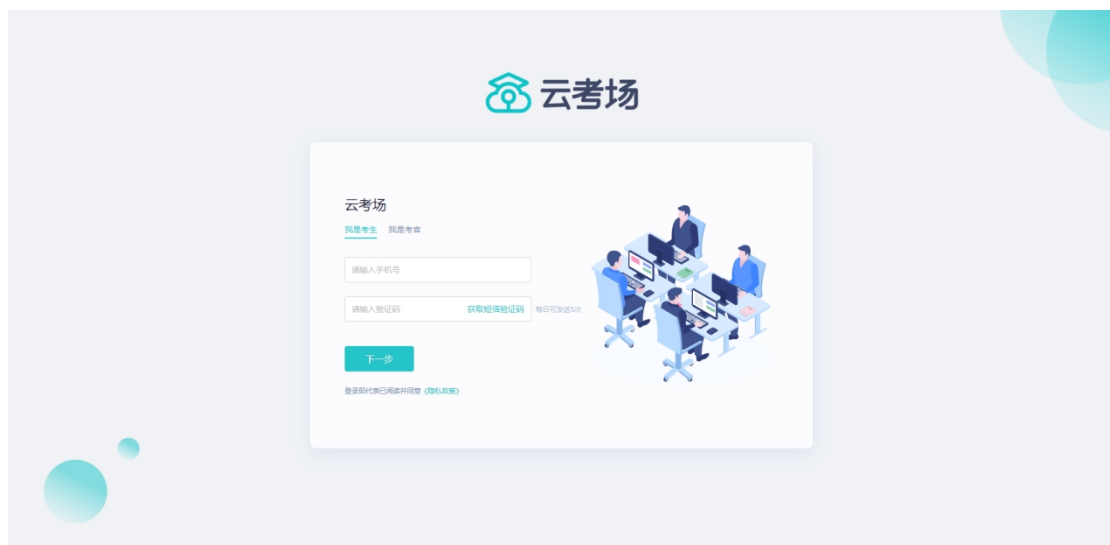 云考场
云考场
我是考生 我是考官
请输入手机号
请输入验证码 获取短信验证码 每日可发送5次
下一步
登录即代表已阅读并同意《隐私政策》